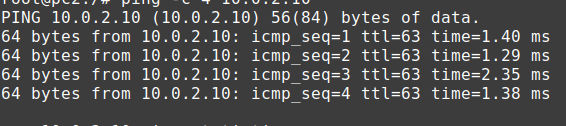 root@pc2:/# ping -c 4 10.0.2.10
PING 10.0.2.10 (10.0.2.10) 56(84) bytes of data.
64 bytes from 10.0.2.10: icmp_seq=1 ttl=63 time=1.40 ms
64 bytes from 10.0.2.10: icmp_seq=2 ttl=63 time=1.29 ms
64 bytes from 10.0.2.10: icmp_seq=3 ttl=63 time=2.35 ms
64 bytes from 10.0.2.10: icmp_seq=4 ttl=63 time=1.38 ms